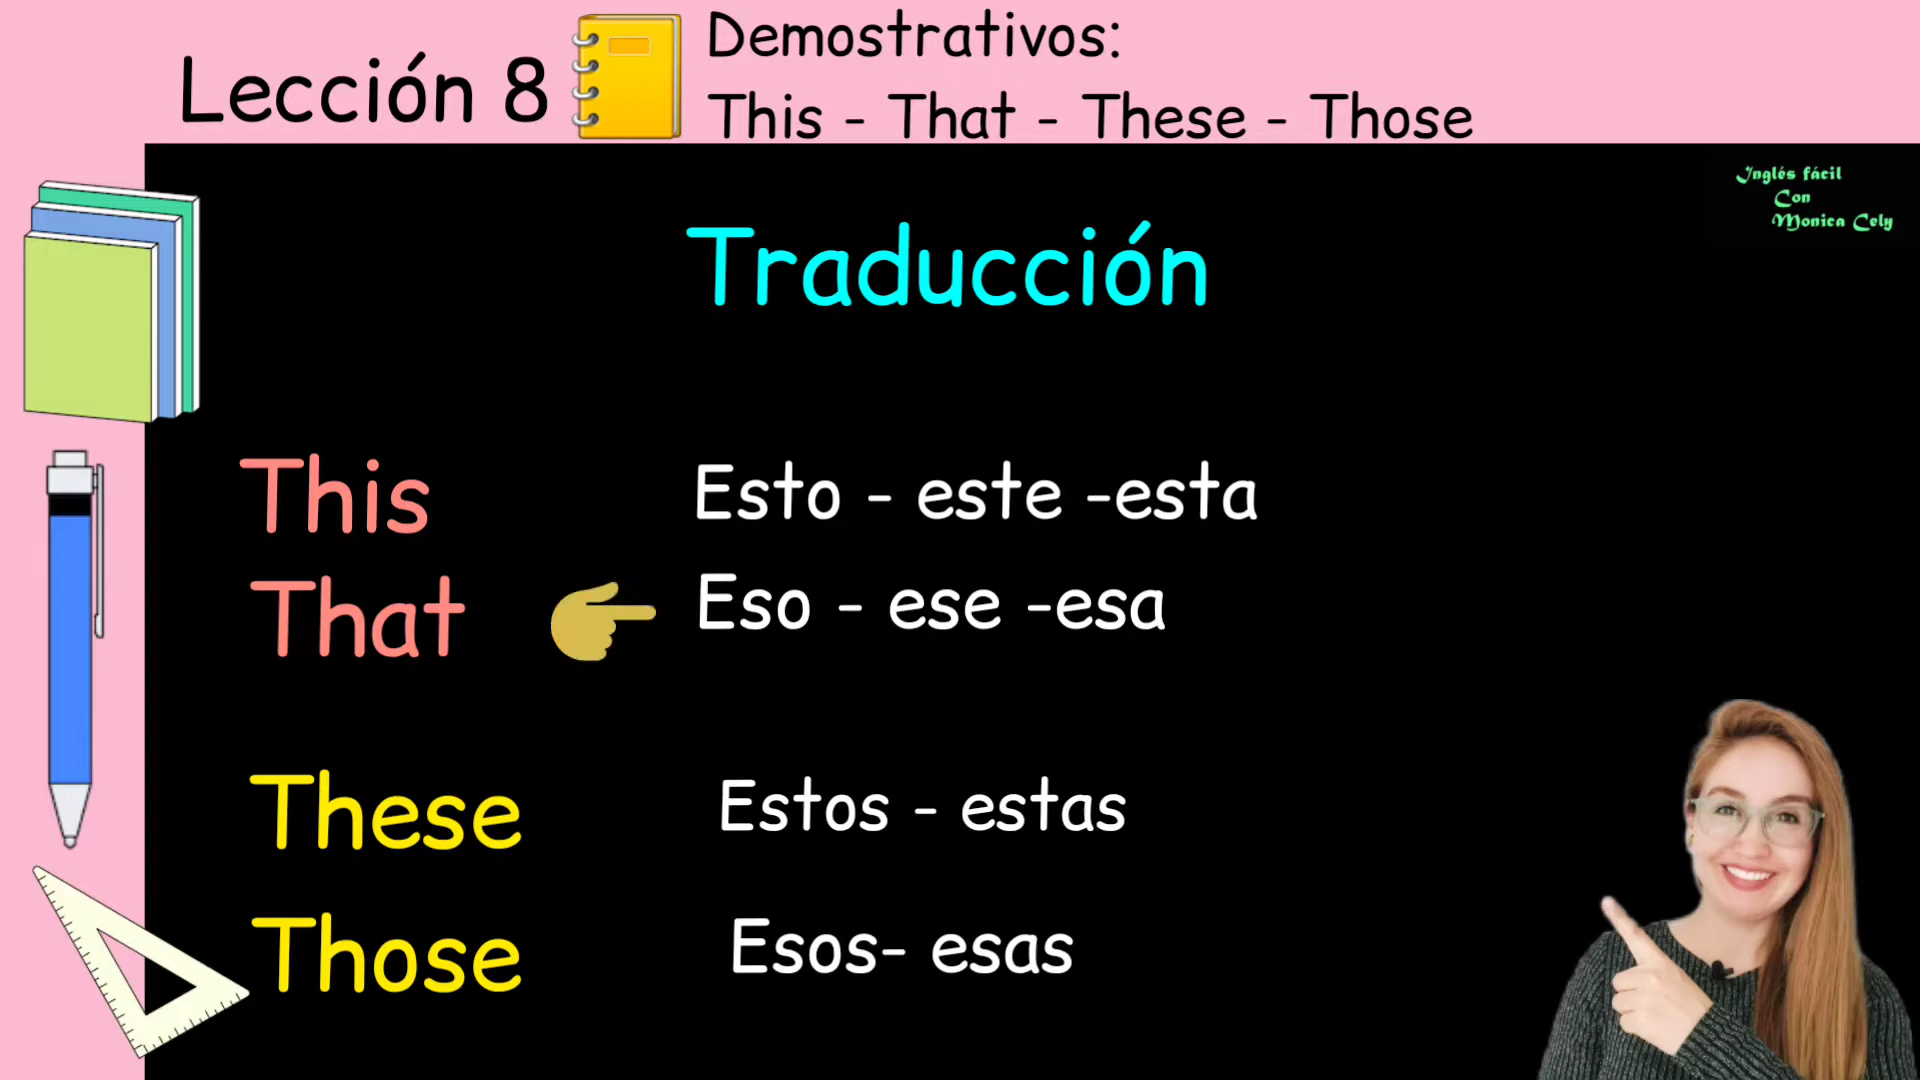 Lección 8
Demostrativos:
This - That - These - Those
Inglés fácil
Con
Monica Cely
Traducción
This Esto - este -esta
That Eso - ese -esa
These Estos - estas
Those Esos- esas